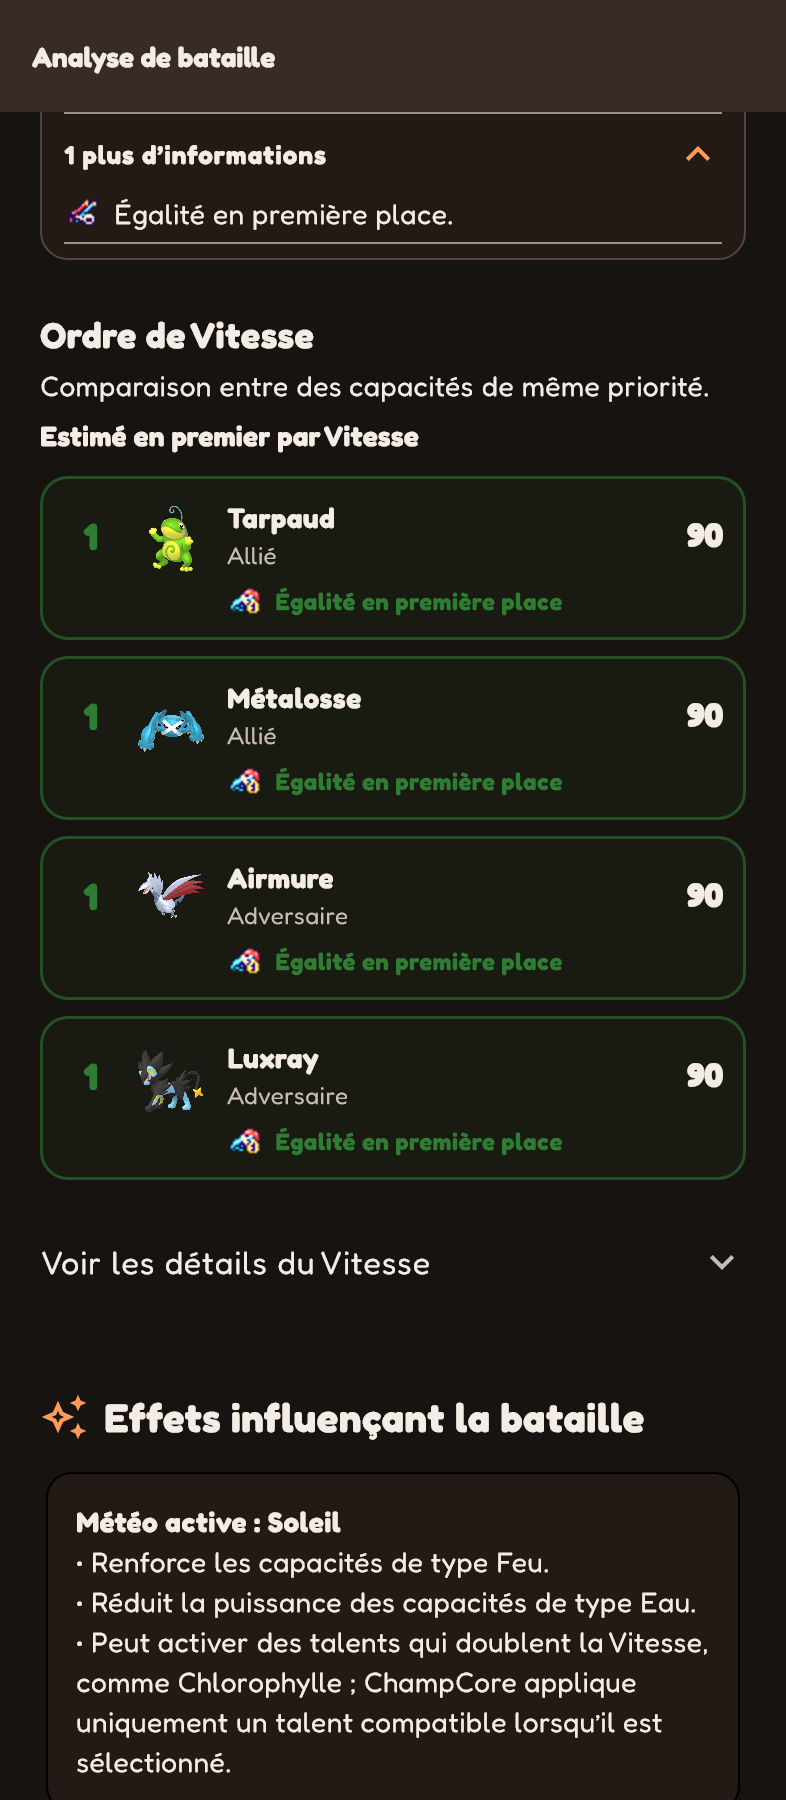 Analyse de bataille
1 plus d’informations
Égalité en première place.
Ordre de Vitesse
Comparaison entre des capacités de même priorité.
Estimé en premier par Vitesse
1
Tarpaud
90
Allié
Égalité en première place
1
Métalosse
90
Allié
Égalité en première place
1
Airmure
90
Adversaire
Égalité en première place
1
Luxray
90
Adversaire
Égalité en première place
Voir les détails du Vitesse
Effets influençant la bataille
Météo active : Soleil
• Renforce les capacités de type Feu.
• Réduit la puissance des capacités de type Eau.
• Peut activer des talents qui doublent la Vitesse,
comme Chlorophylle ; ChampCore applique
uniquement un talent compatible lorsqu’il est
sélectionné.